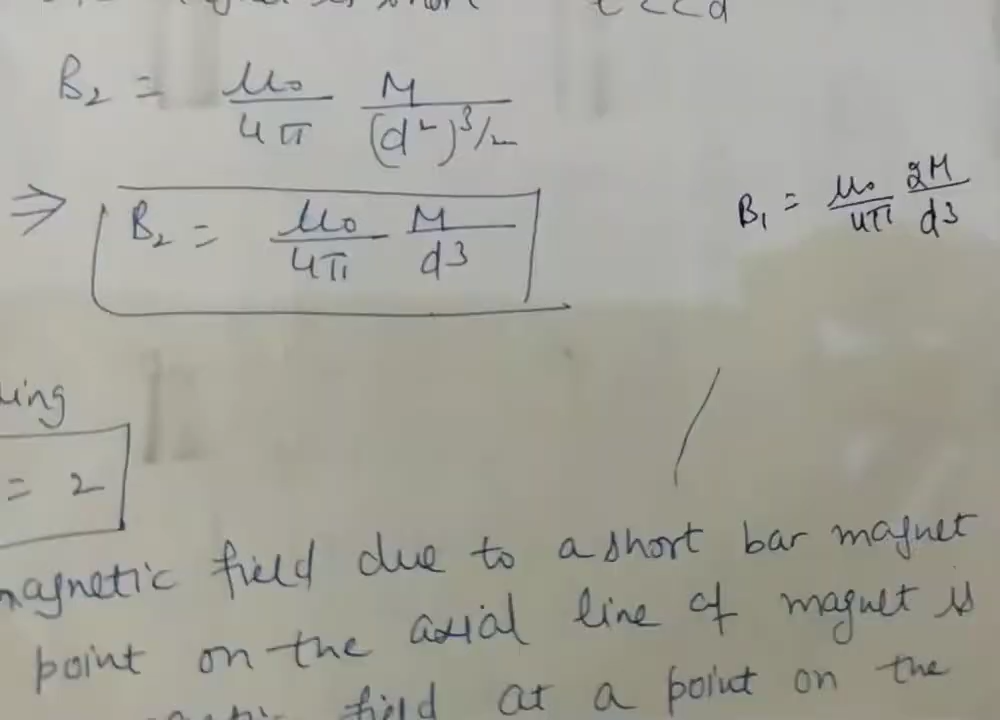 short l << d
B₂ = μ₀/4π M/(d²)^3/2
⇒ B₂ = μ₀/4π M/d3
B₁ = μ₀/4π 2M/d3
= 2
magnetic field due to a short bar magnet
point on the axial line of magnet is
field at a point on the